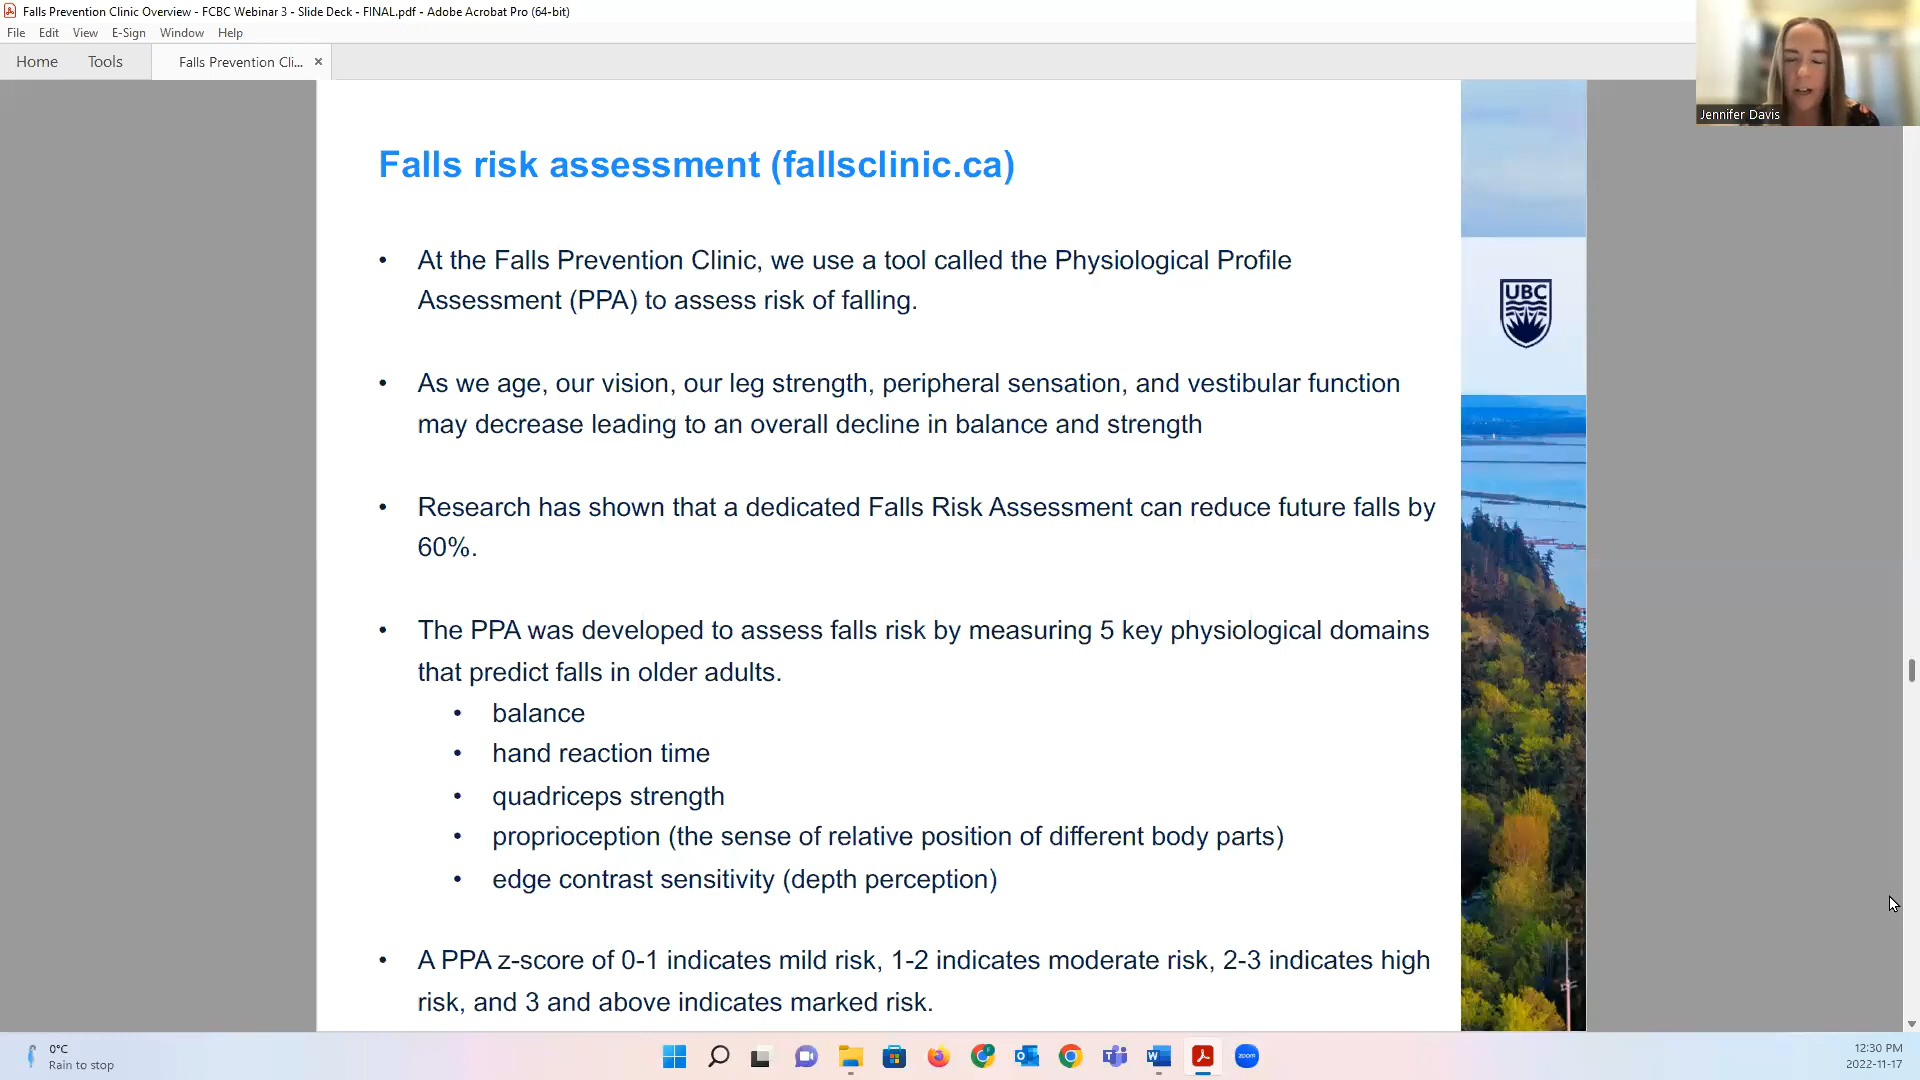 Falls Prevention Clinic Overview - FCBC Webinar 3 - Slide Deck - FINAL.pdf - Adobe Acrobat Pro (64-bit)
File Edit View E-Sign Window Help
Home Tools Falls Prevention Cli... ×
Jennifer Davis
Falls risk assessment (fallsclinic.ca)
• At the Falls Prevention Clinic, we use a tool called the Physiological Profile
Assessment (PPA) to assess risk of falling.
• As we age, our vision, our leg strength, peripheral sensation, and vestibular function
may decrease leading to an overall decline in balance and strength
• Research has shown that a dedicated Falls Risk Assessment can reduce future falls by
60%.
• The PPA was developed to assess falls risk by measuring 5 key physiological domains
that predict falls in older adults.
• balance
• hand reaction time
• quadriceps strength
• proprioception (the sense of relative position of different body parts)
• edge contrast sensitivity (depth perception)
• A PPA z-score of 0-1 indicates mild risk, 1-2 indicates moderate risk, 2-3 indicates high
risk, and 3 and above indicates marked risk.
UBC
0°C
Rain to stop
zoom
12:30 PM
2022-11-17